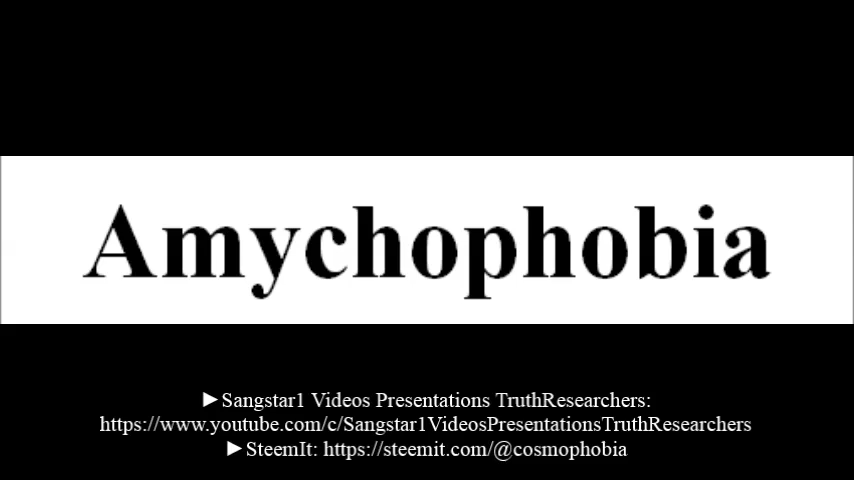 Amychophobia
►Sangstar1 Videos Presentations TruthResearchers:
https://www.youtube.com/c/Sangstar1VideosPresentationsTruthResearchers
►SteemIt: https://steemit.com/@cosmophobia